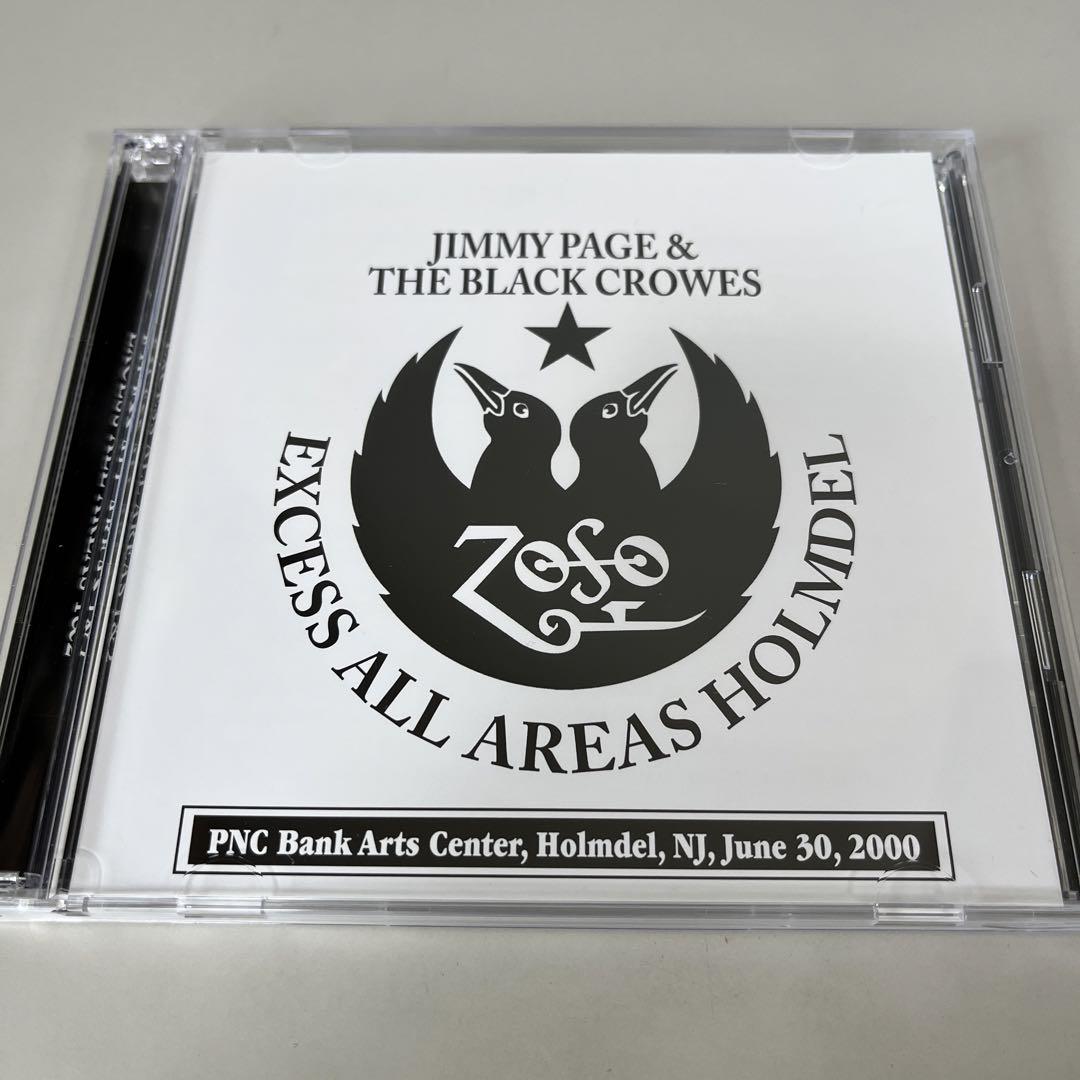 JIMMY PAGE &
THE BLACK CROWES
ZOSO
EXCESS ALL AREAS HOLMDEL
PNC Bank Arts Center, Holmdel, NJ, June 30, 2000